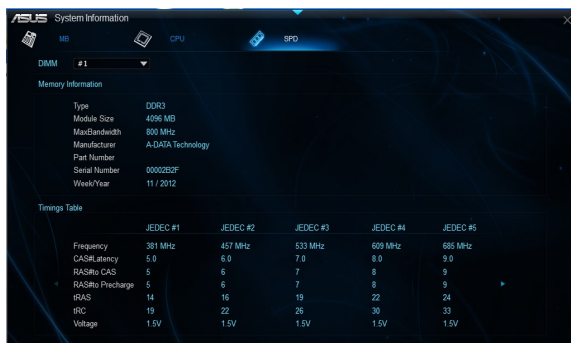 ASUS System Information
MB CPU SPD
DIMM #1
Memory Information
Type DDR3
Module Size 4096 MB
MaxBandwidth 800 MHz
Manufacturer A-DATA Technology
Part Number
Serial Number 00002B2F
Week/Year 11 / 2012
Timings Table
JEDEC #1 JEDEC #2 JEDEC #3 JEDEC #4 JEDEC #5
Frequency 381 MHz 457 MHz 533 MHz 609 MHz 685 MHz
CAS#Latency 5.0 6.0 7.0 8.0 9.0
RAS#to CAS 5 6 7 8 9
RAS#to Precharge 5 6 7 8 9
tRAS 14 16 19 22 24
tRC 19 22 26 30 33
Voltage 1.5V 1.5V 1.5V 1.5V 1.5V